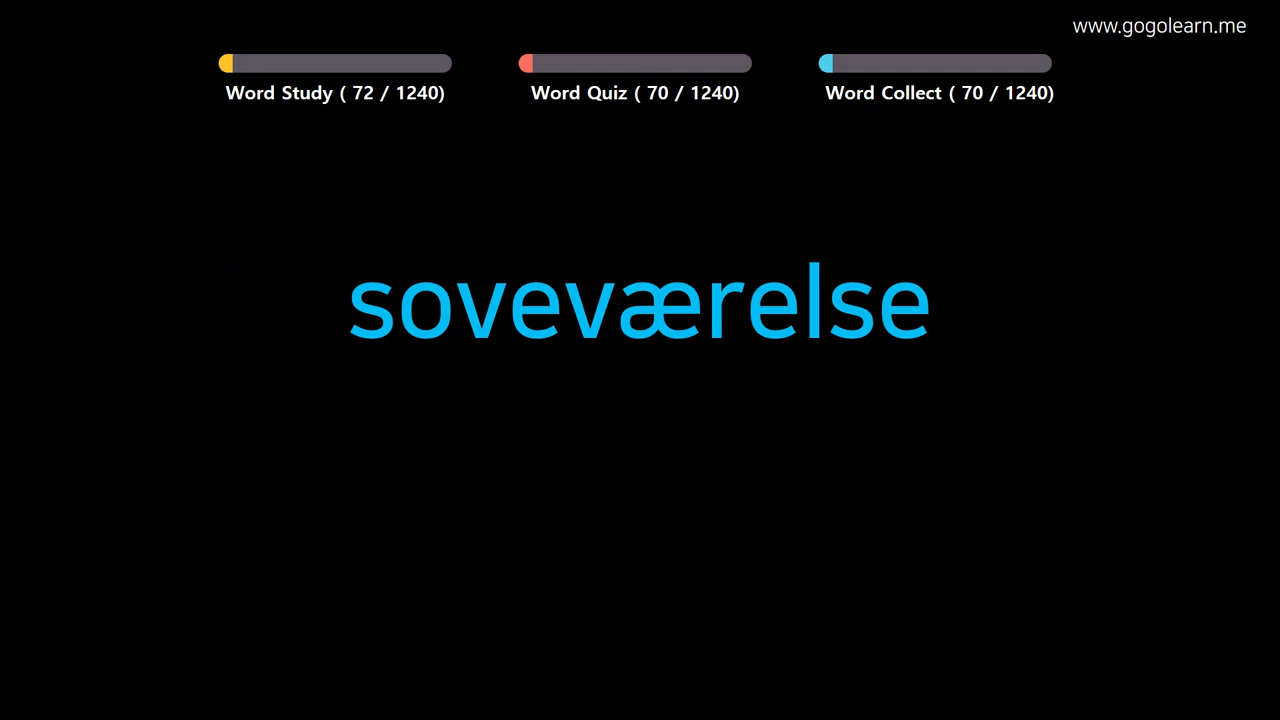 www.gogolearn.me
Word Study ( 72 / 1240)
Word Quiz ( 70 / 1240)
Word Collect ( 70 / 1240)
soveværelse